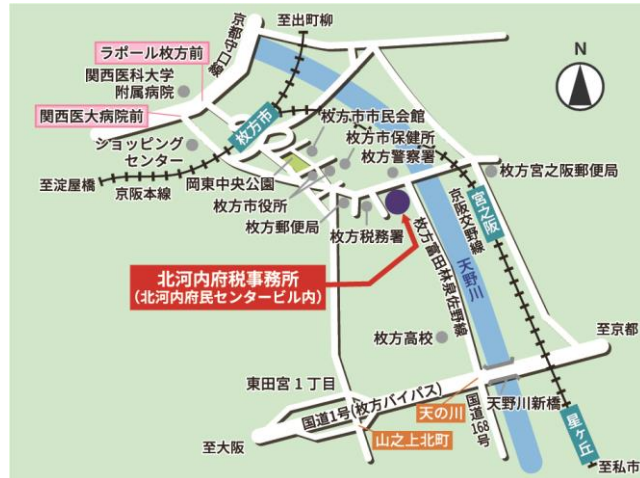 至出町柳
京都守口線
ラポール枚方前
関西医科大学
附属病院
関西医大病院前
枚方市
N
枚方市市民会館
枚方市保健所
枚方警察署
ショッピング
センター
至淀屋橋
京阪本線
岡東中央公園
枚方市役所
枚方郵便局
枚方税務署
枚方宮之阪郵便局
宮之阪
京阪交野線
天野川
枚方富田林泉佐野線
北河内府税事務所
(北河内府民センタービル内)
枚方高校
至京都
東田宮1丁目
国道1号(枚方バイパス)
天の川
国道168号
天野川新橋
星ヶ丘
至大阪
山之上北町
至私市